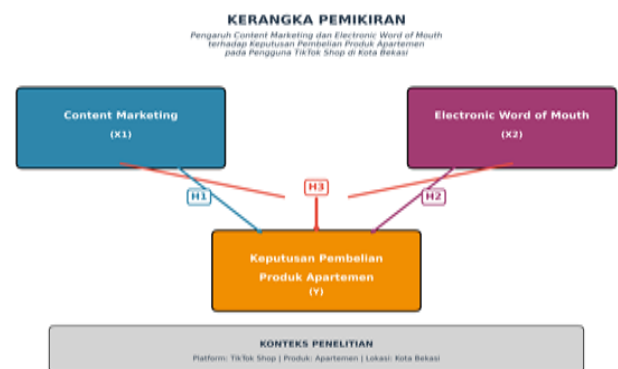 KERANGKA PEMIKIRAN
Pengaruh Content Marketing dan Electronic Word of Mouth
terhadap Keputusan Pembelian Produk Apartemen
pada Pengguna TikTok Shop di Kota Bekasi
Content Marketing
(X1)
Electronic Word of Mouth
(X2)
H3
H1
H2
Keputusan Pembelian
Produk Apartemen
(Y)
KONTEKS PENELITIAN
Platform: TikTok Shop | Produk: Apartemen | Lokasi: Kota Bekasi